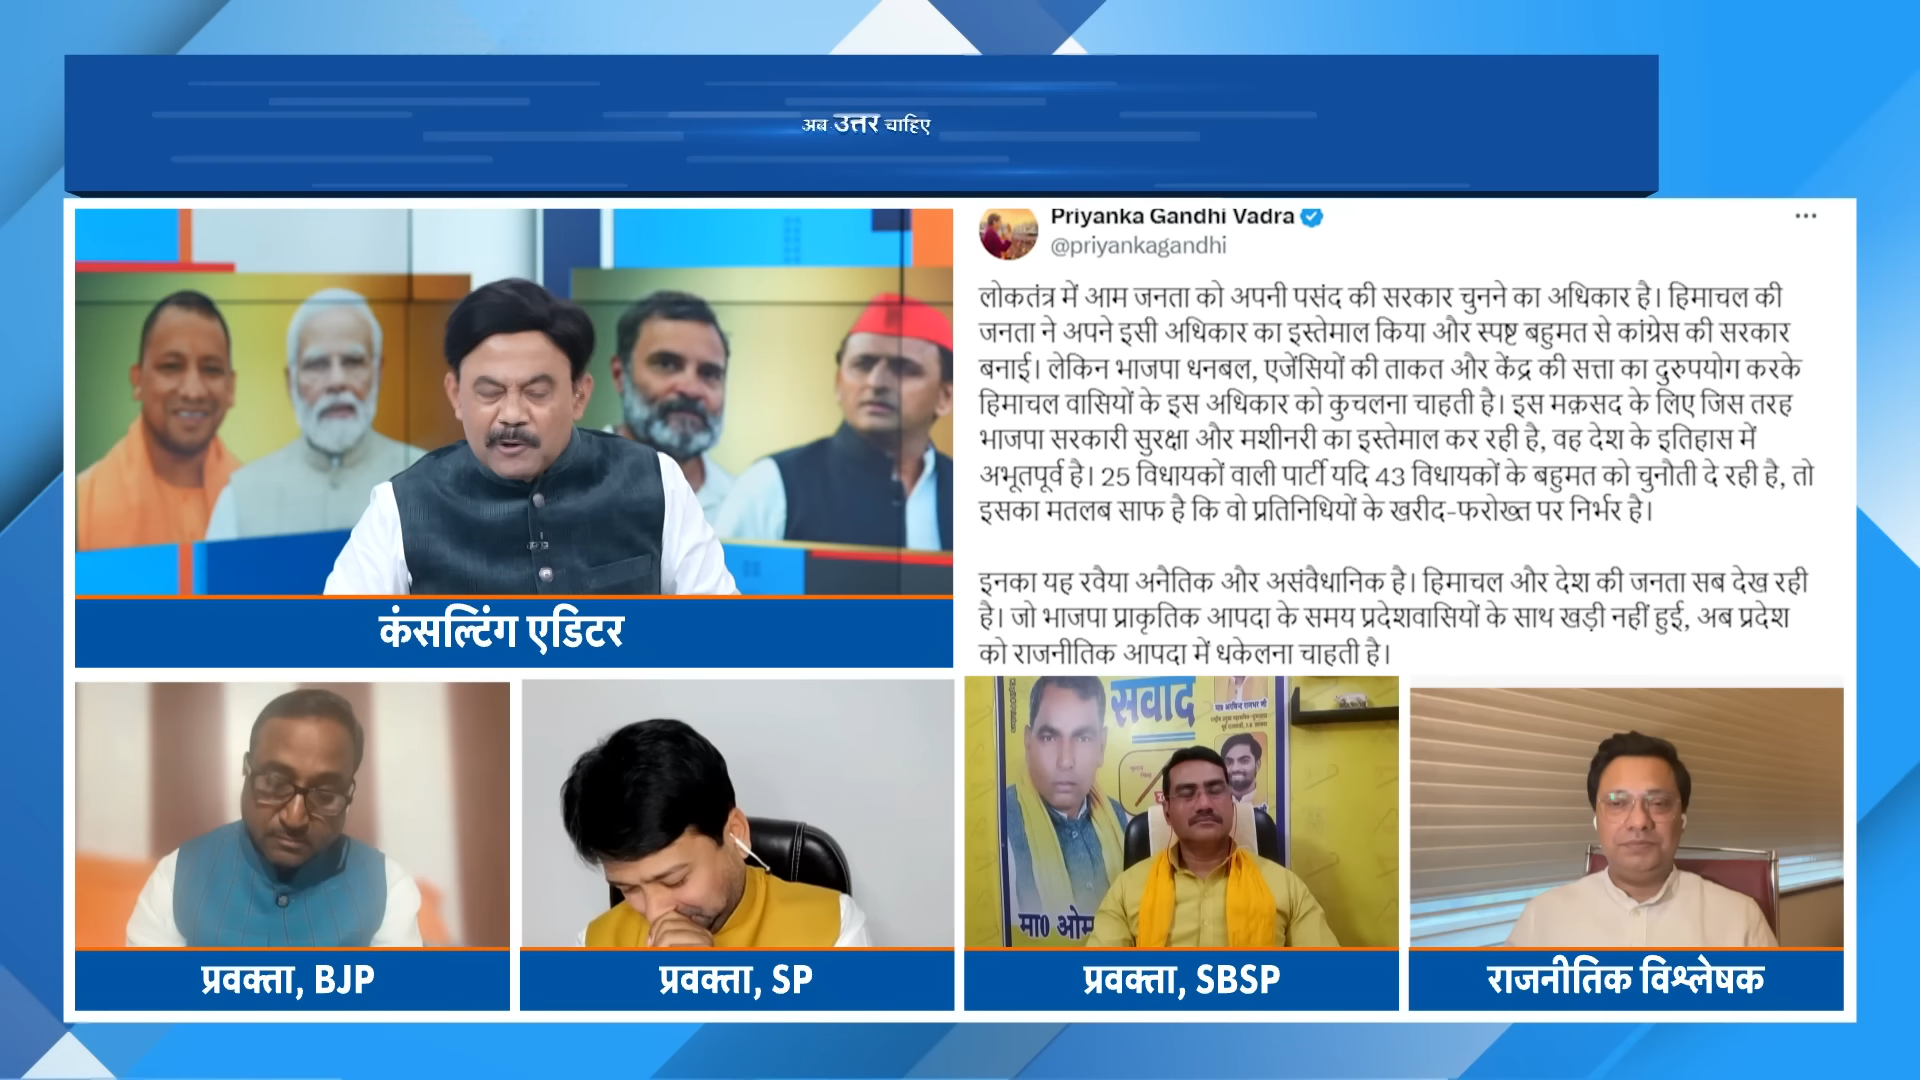 अब उत्तर चाहिए
Priyanka Gandhi Vadra
@priyankagandhi
लोकतंत्र में आम जनता को अपनी पसंद की सरकार चुनने का अधिकार है। हिमाचल की
जनता ने अपने इसी अधिकार का इस्तेमाल किया और स्पष्ट बहुमत से कांग्रेस की सरकार
बनाई। लेकिन भाजपा धनबल, एजेंसियों की ताकत और केंद्र की सत्ता का दुरुपयोग करके
हिमाचल वासियों के इस अधिकार को कुचलना चाहती है। इस मक़सद के लिए जिस तरह
भाजपा सरकारी सुरक्षा और मशीनरी का इस्तेमाल कर रही है, वह देश के इतिहास में
अभूतपूर्व है। 25 विधायकों वाली पार्टी यदि 43 विधायकों के बहुमत को चुनौती दे रही है, तो
इसका मतलब साफ है कि वो प्रतिनिधियों के खरीद-फरोख्त पर निर्भर है।
इनका यह रवैया अनैतिक और असंवैधानिक है। हिमाचल और देश की जनता सब देख रही
है। जो भाजपा प्राकृतिक आपदा के समय प्रदेशवासियों के साथ खड़ी नहीं हुई, अब प्रदेश
को राजनीतिक आपदा में धकेलना चाहती है।
कंसल्टिंग एडिटर
संवाद
मा0 ओम
प्रवक्ता, BJP
प्रवक्ता, SP
प्रवक्ता, SBSP
राजनीतिक विश्लेषक